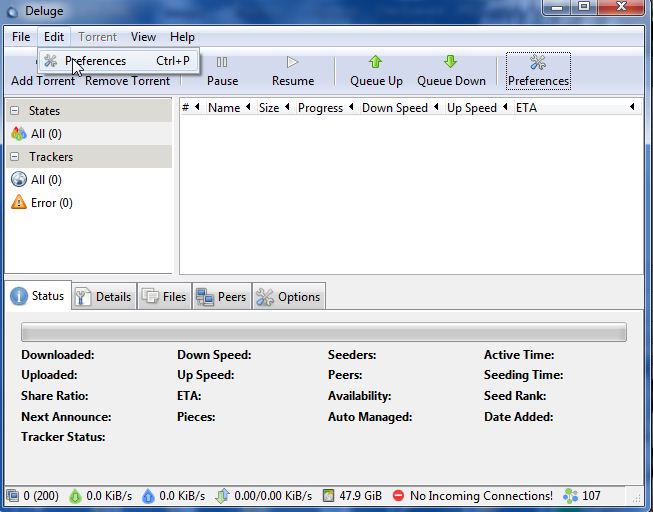 Deluge
File Edit Torrent View Help
Preferences Ctrl+P
Add Torrent Remove Torrent Pause Resume Queue Up Queue Down Preferences
States
All (0)
Trackers
All (0)
Error (0)
# Name Size Progress Down Speed Up Speed ETA
Status Details Files Peers Options
Downloaded: Down Speed: Seeders: Active Time:
Uploaded: Up Speed: Peers: Seeding Time:
Share Ratio: ETA: Availability: Seed Rank:
Next Announce: Pieces: Auto Managed: Date Added:
Tracker Status:
0 (200) 0.0 KiB/s 0.0 KiB/s 0.00/0.00 KiB/s 47.9 GiB No Incoming Connections! 107